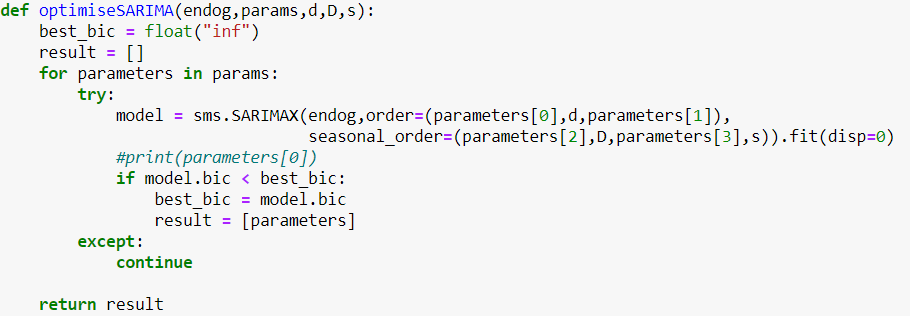 def optimiseSARIMA(endog,params,d,D,s):
    best_bic = float("inf")
    result = []
    for parameters in params:
        try:
            model = sms.SARIMAX(endog,order=(parameters[0],d,parameters[1]),
                                seasonal_order=(parameters[2],D,parameters[3],s)).fit(disp=0)
            #print(parameters[0])
            if model.bic < best_bic:
                best_bic = model.bic
                result = [parameters]
        except:
            continue

    return result